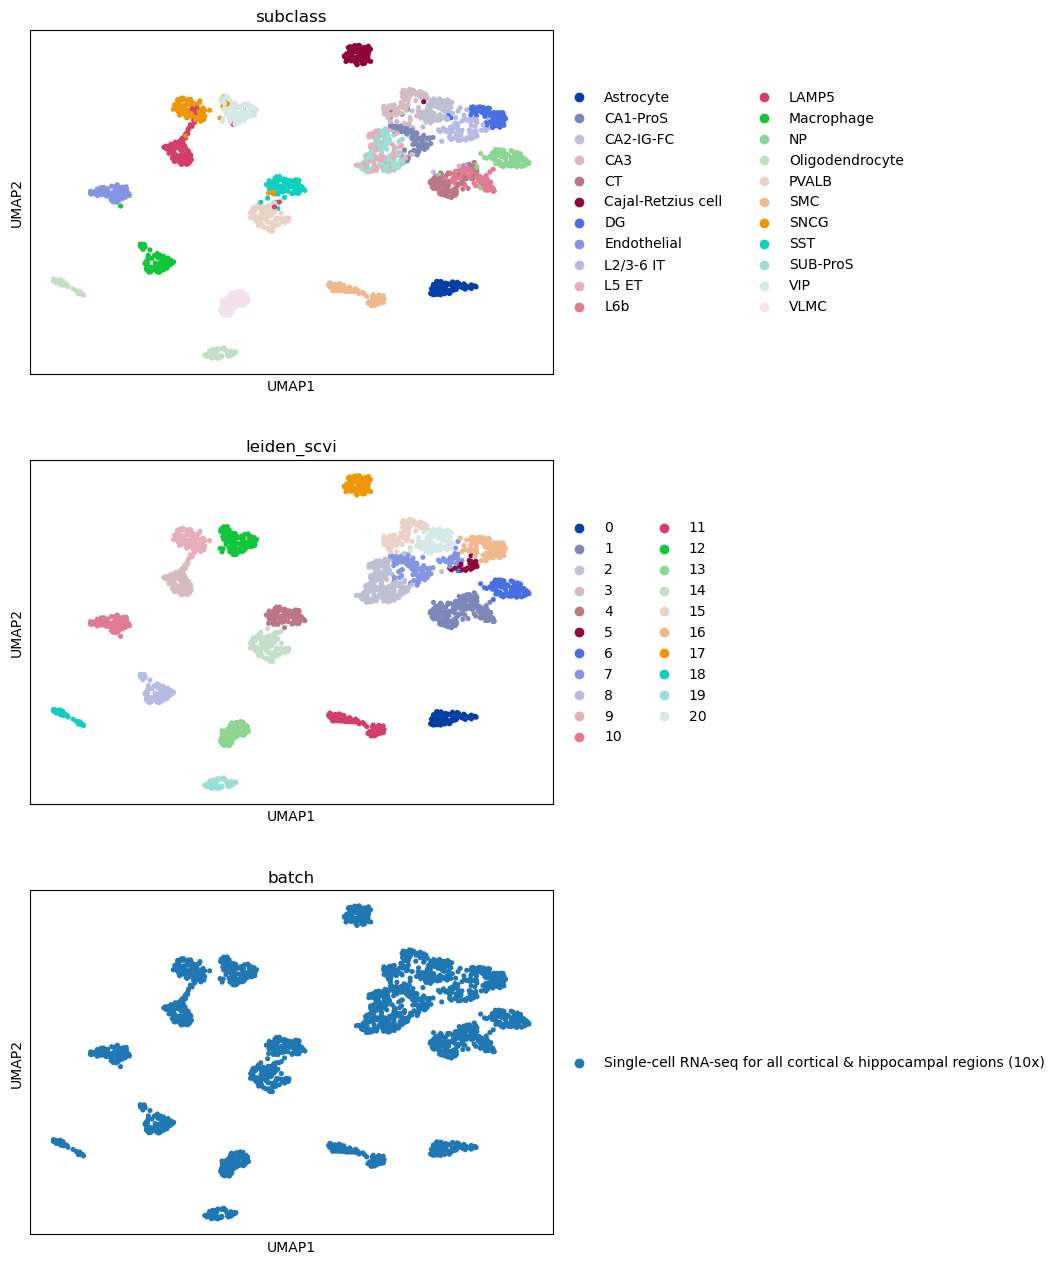 subclass
UMAP2
UMAP1
Astrocyte
CA1-ProS
CA2-IG-FC
CA3
CT
Cajal-Retzius cell
DG
Endothelial
L2/3-6 IT
L5 ET
L6b
LAMP5
Macrophage
NP
Oligodendrocyte
PVALB
SMC
SNCG
SST
SUB-ProS
VIP
VLMC
leiden_scvi
UMAP2
UMAP1
0
1
2
3
4
5
6
7
8
9
10
11
12
13
14
15
16
17
18
19
20
batch
UMAP2
UMAP1
Single-cell RNA-seq for all cortical & hippocampal regions (10x)